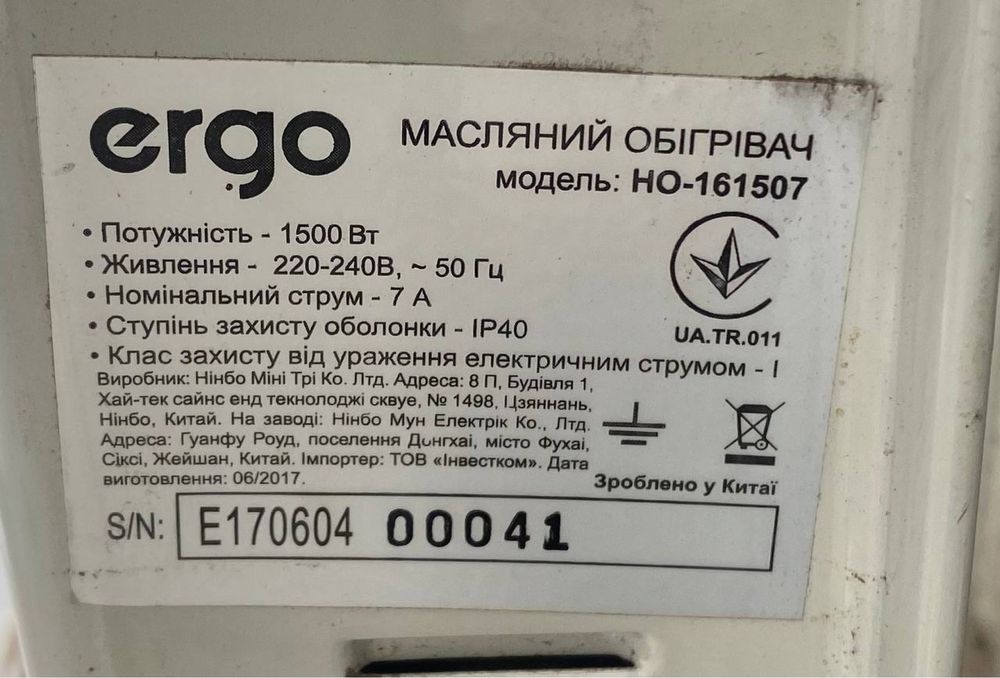 ergo
МАСЛЯНИЙ ОБІГРІВАЧ
модель: HO-161507
• Потужність - 1500 Вт
• Живлення - 220-240В, ~ 50 Гц
• Номінальний струм - 7 А
• Ступінь захисту оболонки - IP40
• Клас захисту від ураження електричним струмом - I
UA.TR.011
Виробник: Нінбо Міні Трі Ко. Лтд. Адреса: 8 П, Будівля 1,
Хай-тек сайнс енд текнолоджі сквуе, № 1498, Цзяннань,
Нінбо, Китай. На заводі: Нінбо Мун Електрік Ко., Лтд.
Адреса: Гуанфу Роуд, поселення Донгхаі, місто Фухаі,
Сіксі, Жейшан, Китай. Імпортер: ТОВ «Інвестком». Дата
виготовлення: 06/2017.
Зроблено у Китаї
S/N: E170604 00041